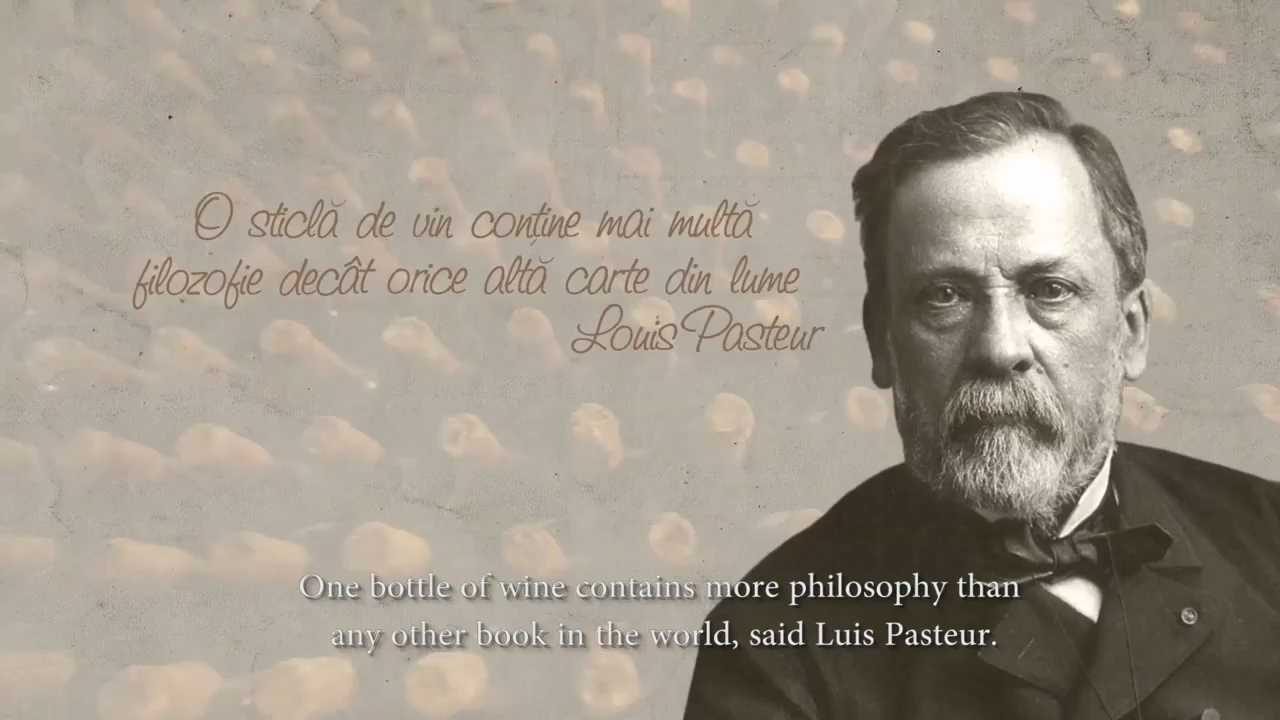 O sticlă de vin conține mai multă
filozofie decât orice altă carte din lume
Louis Pasteur
One bottle of wine contains more philosophy than
any other book in the world, said Luis Pasteur.